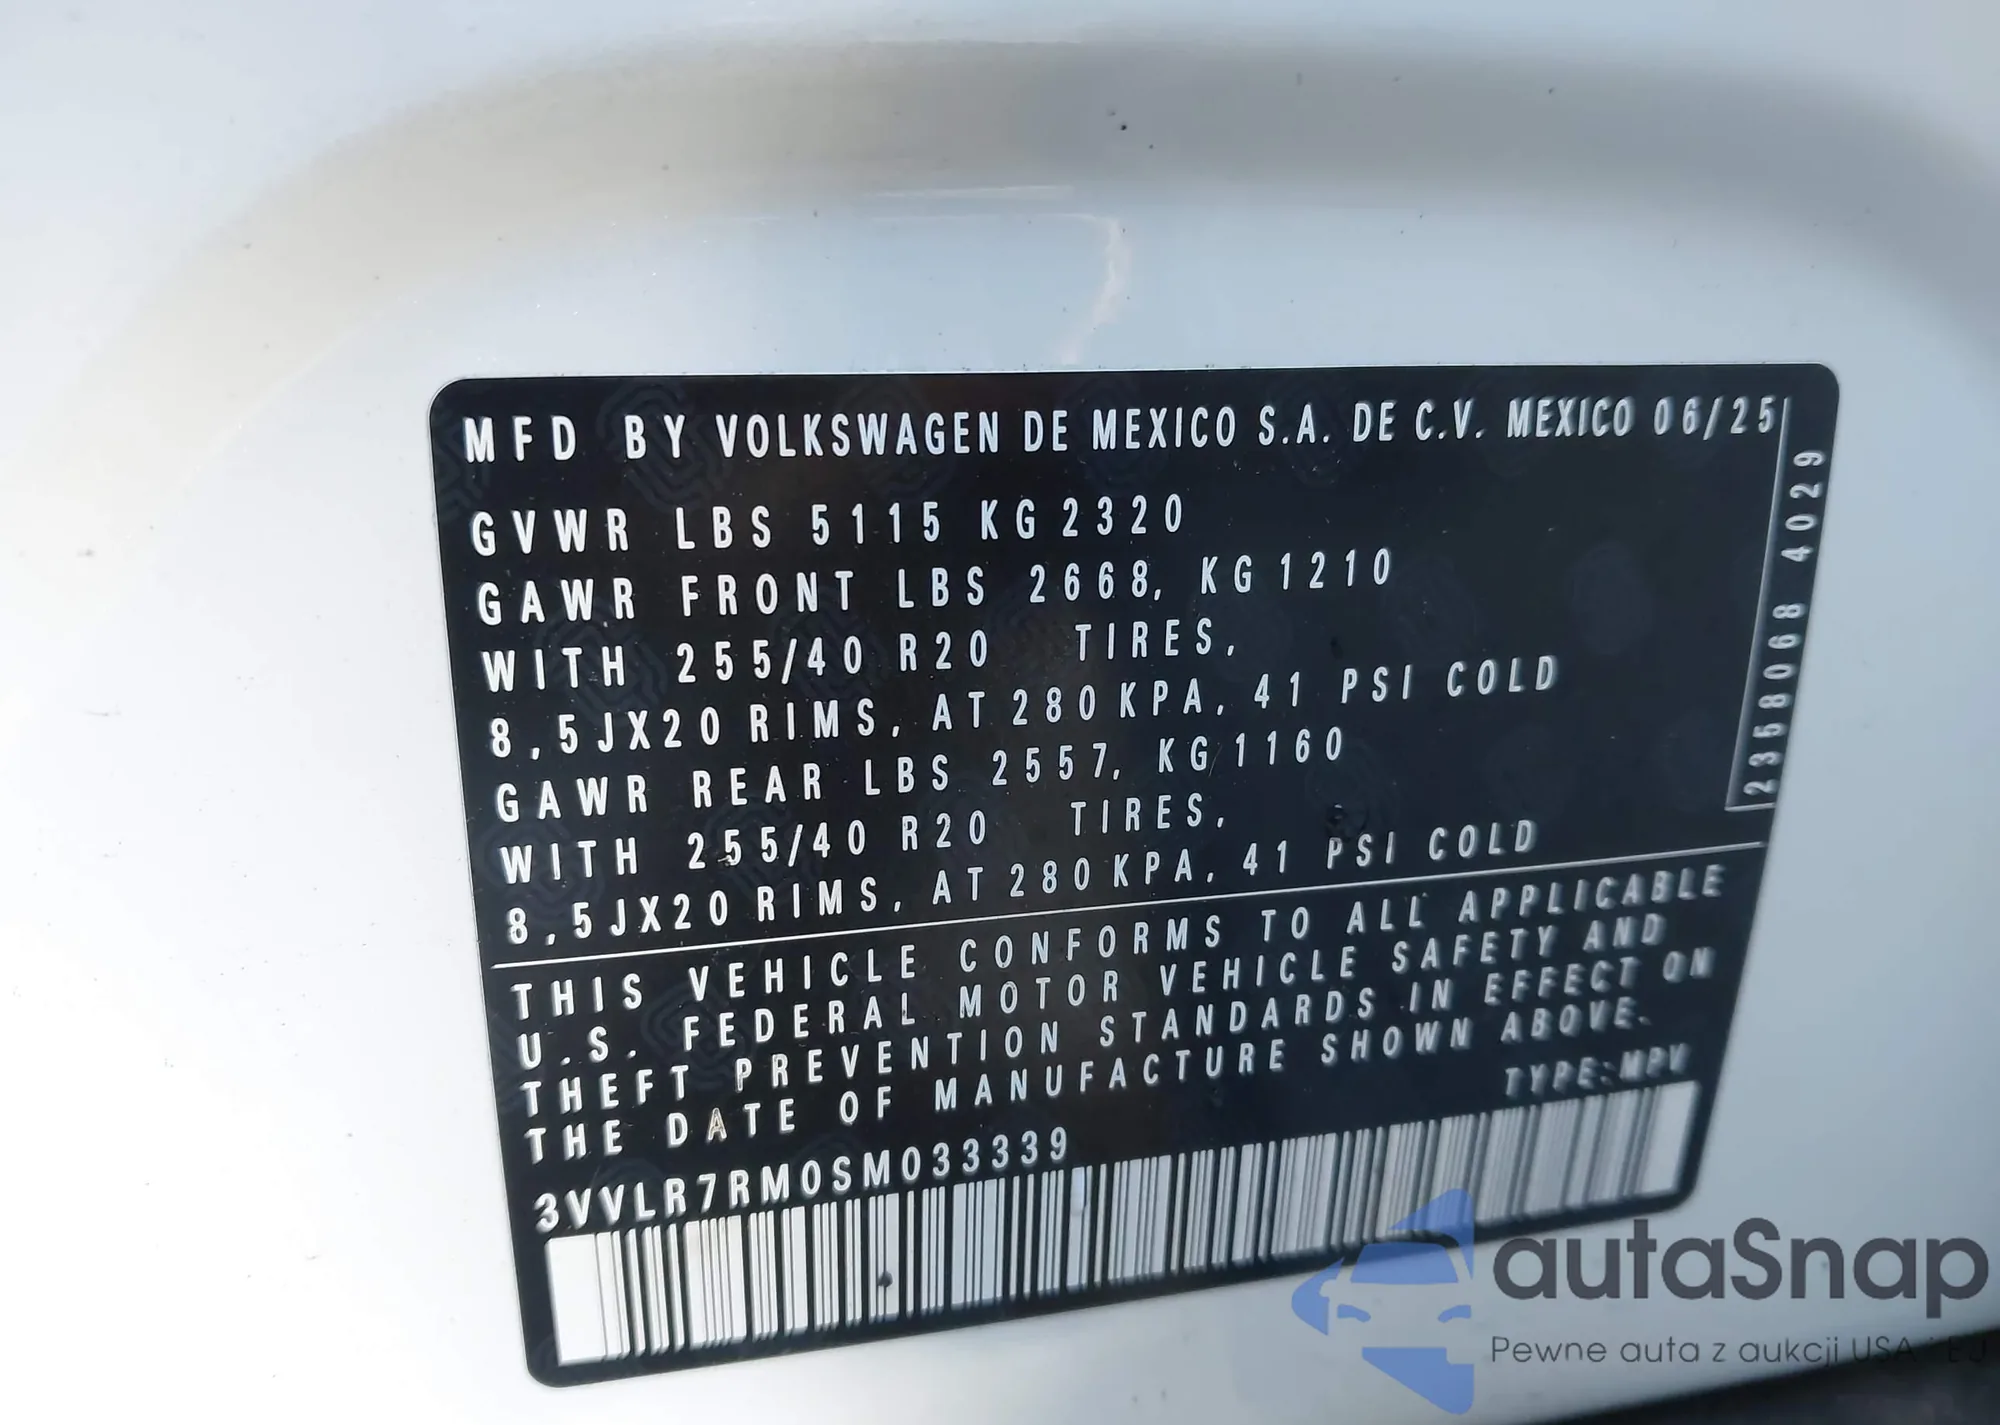 MFD BY VOLKSWAGEN DE MEXICO S.A. DE C.V. MEXICO 06/25
GVWR LBS 5115 KG 2320
GAWR FRONT LBS 2668, KG 1210
WITH 255/40 R20 TIRES,
8,5JX20 RIMS, AT 280 KPA, 41 PSI COLD
GAWR REAR LBS 2557, KG 1160
WITH 255/40 R20 TIRES,
8,5JX20 RIMS, AT 280 KPA, 41 PSI COLD
2358068 4029
THIS VEHICLE CONFORMS TO ALL APPLICABLE
U.S. FEDERAL MOTOR VEHICLE SAFETY AND
THEFT PREVENTION STANDARDS IN EFFECT ON
THE DATE OF MANUFACTURE SHOWN ABOVE.
TYPE:MPV
3VVLR7RM0SM033339
autaSnap
Pewne auta z aukcji USA